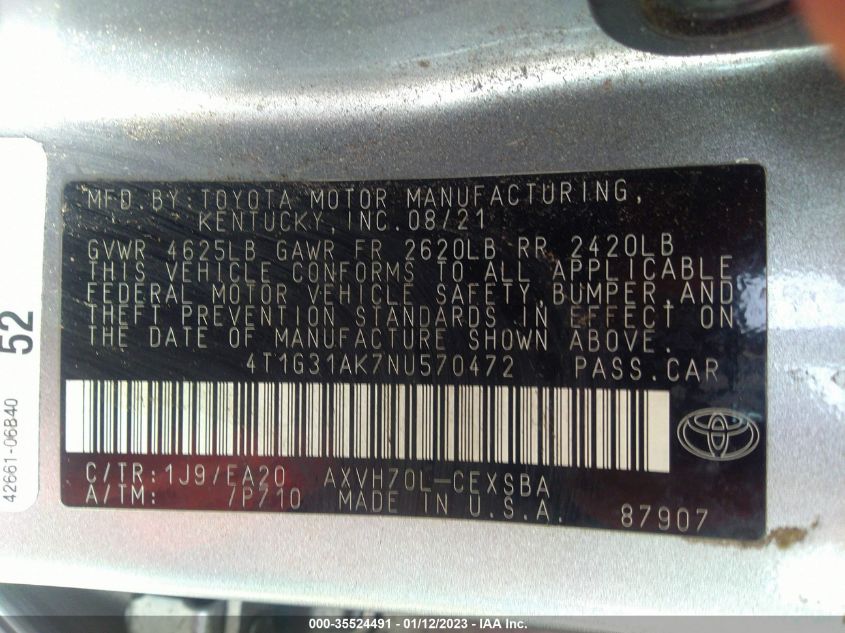 MFD.BY:TOYOTA MOTOR MANUFACTURING,
KENTUCKY,INC.08/21
GVWR 4625LB GAWR FR 2620LB RR 2420LB
THIS VEHICLE CONFORMS TO ALL APPLICABLE
FEDERAL MOTOR VEHICLE SAFETY,BUMPER,AND
THEFT PREVENTION STANDARDS IN EFFECT ON
THE DATE OF MANUFACTURE SHOWN ABOVE.
4T1G31AK7NU570472 PASS.CAR
C/TR:1J9/EA20 AXVH70L-CEXSBA
A/TM: /P710 MADE IN U.S.A. 87907
52
42661-06B40
000-35524491 - 01/12/2023 - IAA Inc.